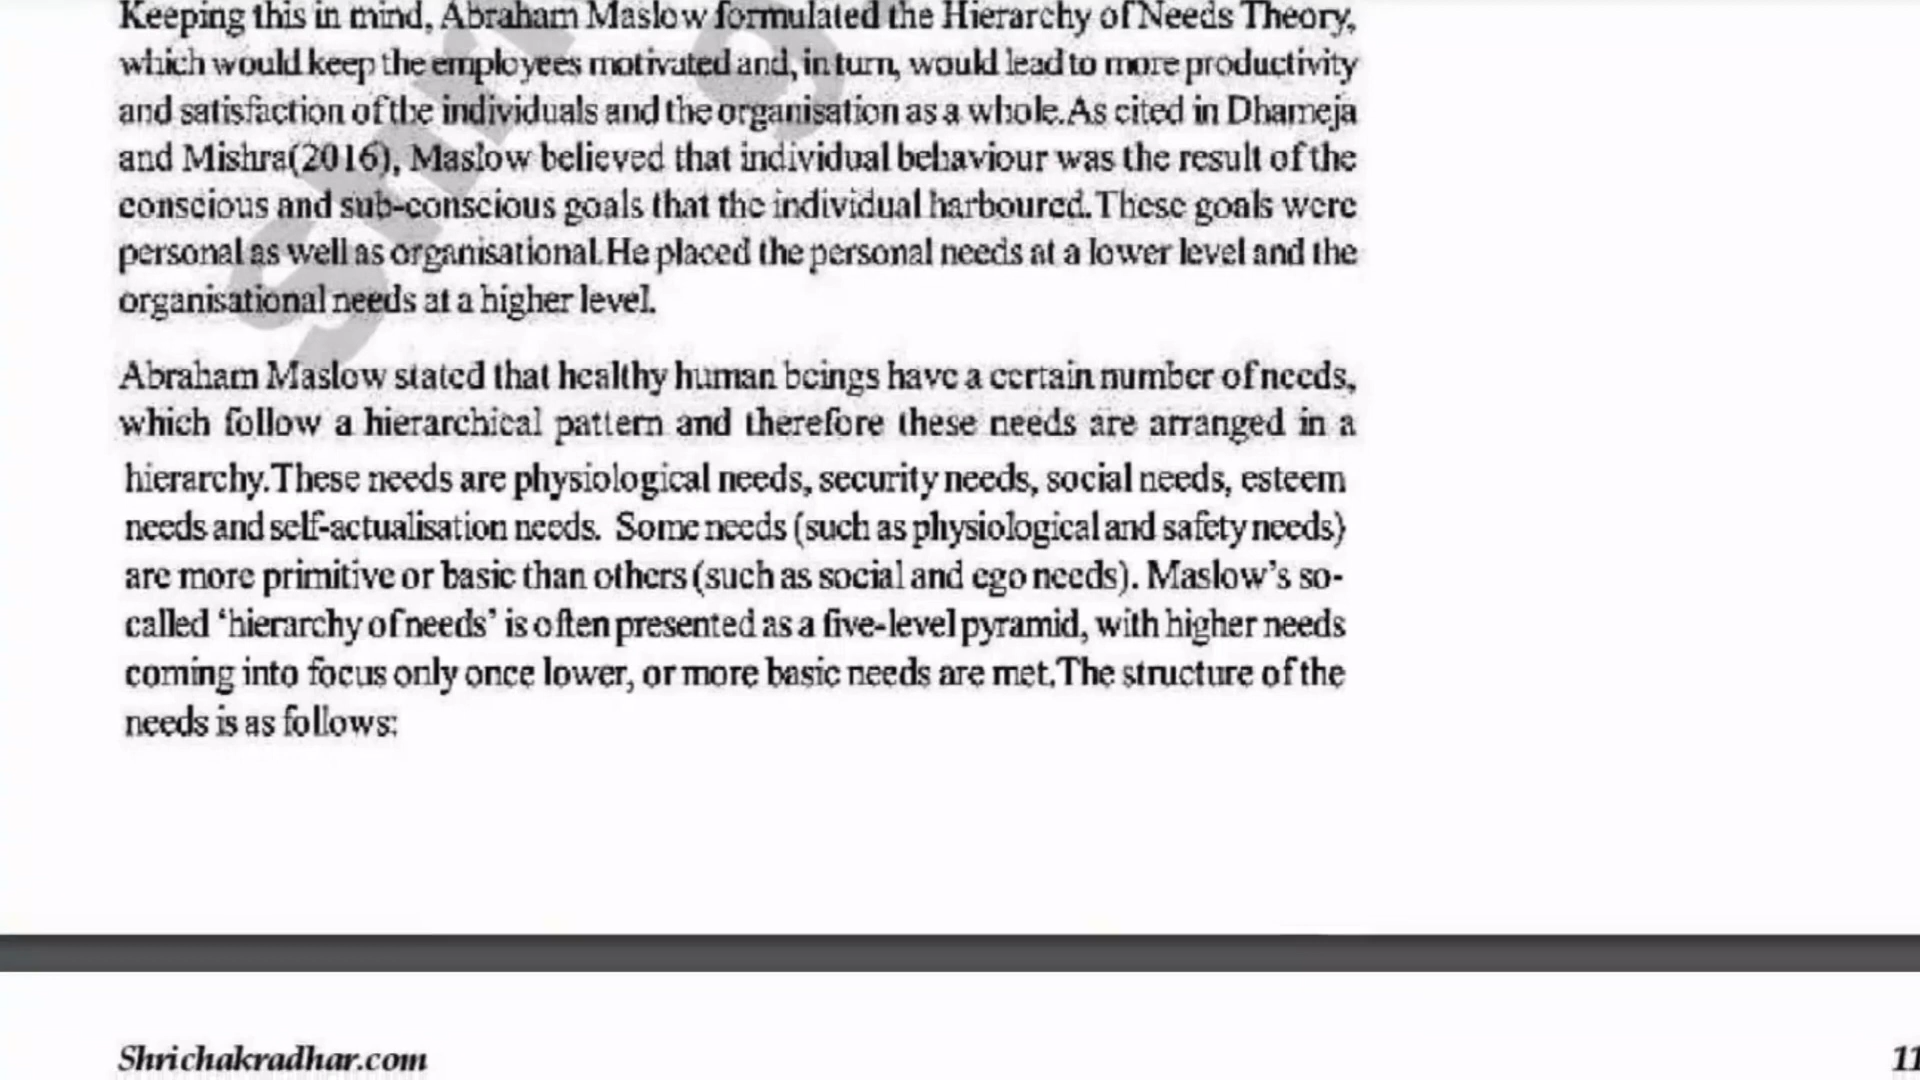 Keeping this in mind, Abraham Maslow formulated the Hierarchy of Needs Theory,
which would keep the employees motivated and, in turn, would lead to more productivity
and satisfaction of the individuals and the organisation as a whole.As cited in Dhameja
and Mishra(2016), Maslow believed that individual behaviour was the result of the
conscious and sub-conscious goals that the individual harboured.These goals were
personal as well as organisational.He placed the personal needs at a lower level and the
organisational needs at a higher level.
Abraham Maslow stated that healthy human beings have a certain number of needs,
which follow a hierarchical pattern and therefore these needs are arranged in a
hierarchy.These needs are physiological needs, security needs, social needs, esteem
needs and self-actualisation needs. Some needs (such as physiological and safety needs)
are more primitive or basic than others (such as social and ego needs). Maslow's so-
called 'hierarchy of needs' is often presented as a five-level pyramid, with higher needs
coming into focus only once lower, or more basic needs are met.The structure of the
needs is as follows:
Shrichakradhar.com